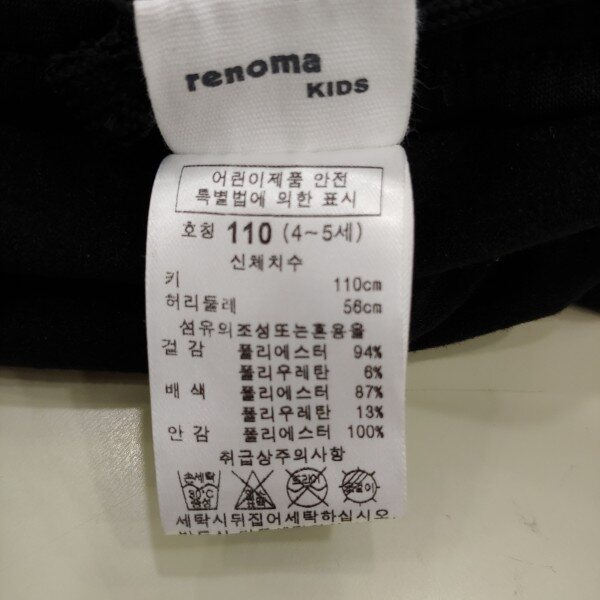 renoma
KIDS
어린이제품 안전
특별법에 의한 표시
호칭 110 (4~5세)
신체치수
키 110cm
허리둘레 56cm
섬유의조성또는혼용율
겉감 폴리에스터 94%
폴리우레탄 6%
배색 폴리에스터 87%
폴리우레탄 13%
안감 폴리에스터 100%
취급상주의사항
손세탁
30°C
중성
드라이
세탁시뒤집어세탁하십시오